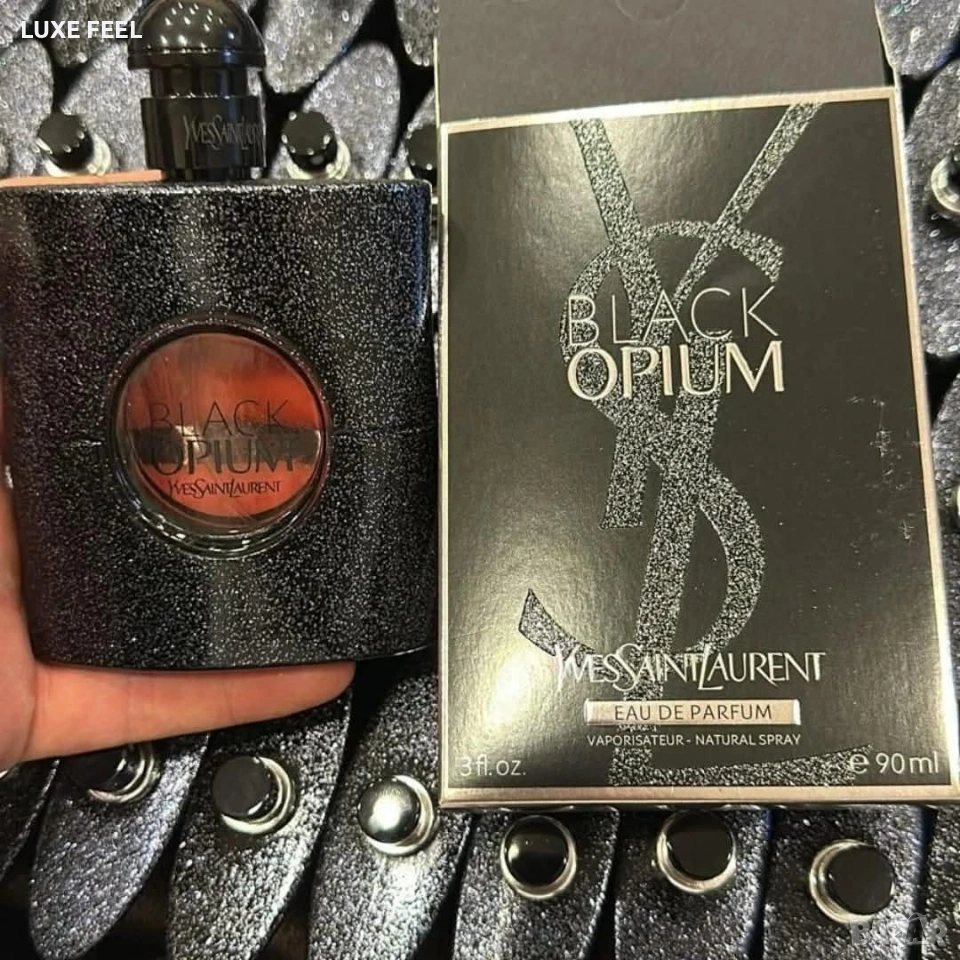 LUXE FEEL
YVESSAINTLAURENT
BLACK
OPIUM
YVESSAINTLAURENT
BLACK
OPIUM
YVESSAINTLAURENT
EAU DE PARFUM
VAPORISATEUR - NATURAL SPRAY
3 fl. oz.
e 90 ml